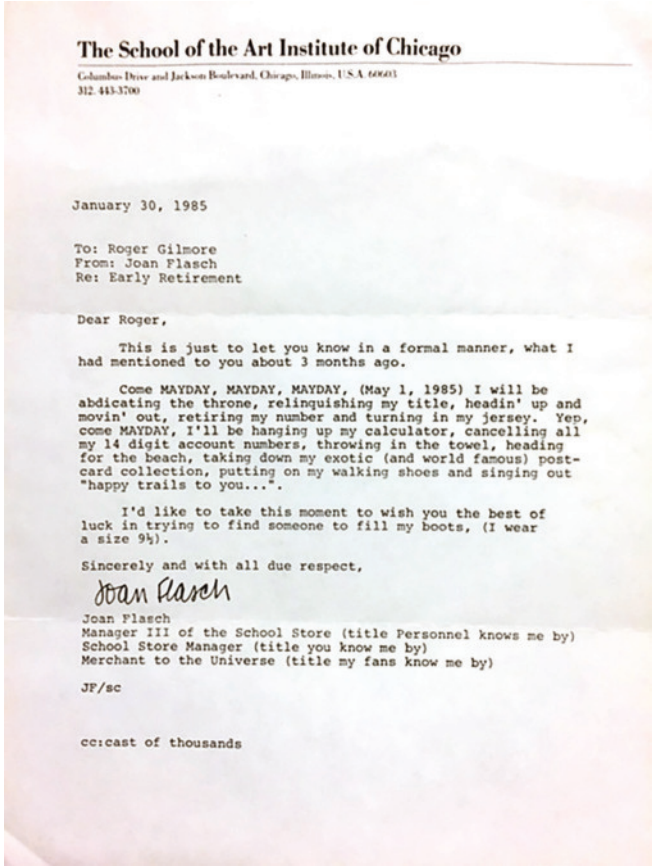 The School of the Art Institute of Chicago
Columbus Drive and Jackson Boulevard, Chicago, Illinois, U.S.A. 60603
312. 443-3700
January 30, 1985
To: Roger Gilmore
From: Joan Flasch
Re: Early Retirement
Dear Roger,
This is just to let you know in a formal manner, what I
had mentioned to you about 3 months ago.
Come MAYDAY, MAYDAY, MAYDAY, (May 1, 1985) I will be
abdicating the throne, relinquishing my title, headin' up and
movin' out, retiring my number and turning in my jersey. Yep,
come MAYDAY, I'll be hanging up my calculator, cancelling all
my 14 digit account numbers, throwing in the towel, heading
for the beach, taking down my exotic (and world famous) post-
card collection, putting on my walking shoes and singing out
"happy trails to you...".
I'd like to take this moment to wish you the best of
luck in trying to find someone to fill my boots, (I wear
a size 9½).
Sincerely and with all due respect,
Joan Flasch
Joan Flasch
Manager III of the School Store (title Personnel knows me by)
School Store Manager (title you know me by)
Merchant to the Universe (title my fans know me by)
JF/sc
cc:cast of thousands